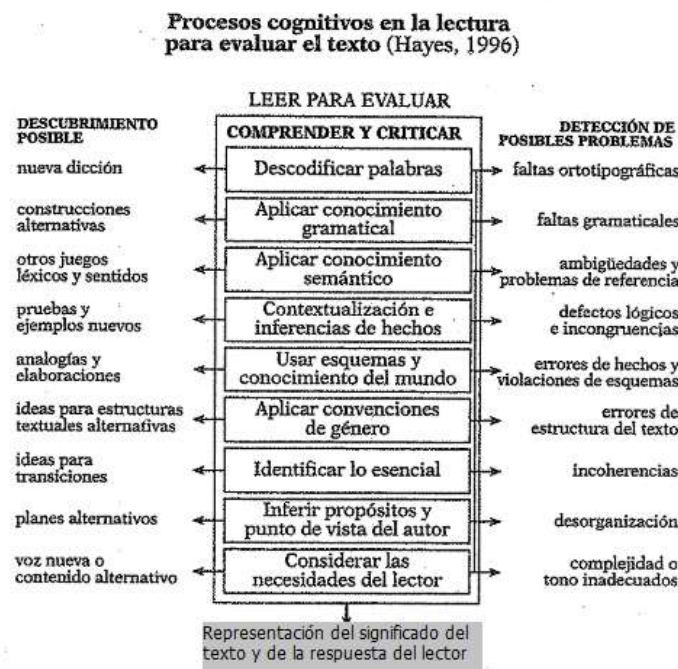 Procesos cognitivos en la lectura
para evaluar el texto (Hayes, 1996)
LEER PARA EVALUAR
DESCUBRIMIENTO
POSIBLE
COMPRENDER Y CRITICAR
DETECCIÓN DE
POSIBLES PROBLEMAS
nueva dicción
Descodificar palabras
faltas ortotipográficas
construcciones
alternativas
Aplicar conocimiento
gramatical
faltas gramaticales
otros juegos
léxicos y sentidos
Aplicar conocimiento
semántico
ambigüedades y
problemas de referencia
pruebas y
ejemplos nuevos
Contextualización e
inferencias de hechos
defectos lógicos
e incongruencias
analogías y
elaboraciones
Usar esquemas y
conocimiento del mundo
errores de hechos y
violaciones de esquemas
ideas para estructuras
textuales alternativas
Aplicar convenciones
de género
errores de
estructura del texto
ideas para
transiciones
Identificar lo esencial
incoherencias
planes alternativos
Inferir propósitos y
punto de vista del autor
desorganización
voz nueva o
contenido alternativo
Considerar las
necesidades del lector
complejidad o
tono inadecuados
Representación del significado del
texto y de la respuesta del lector